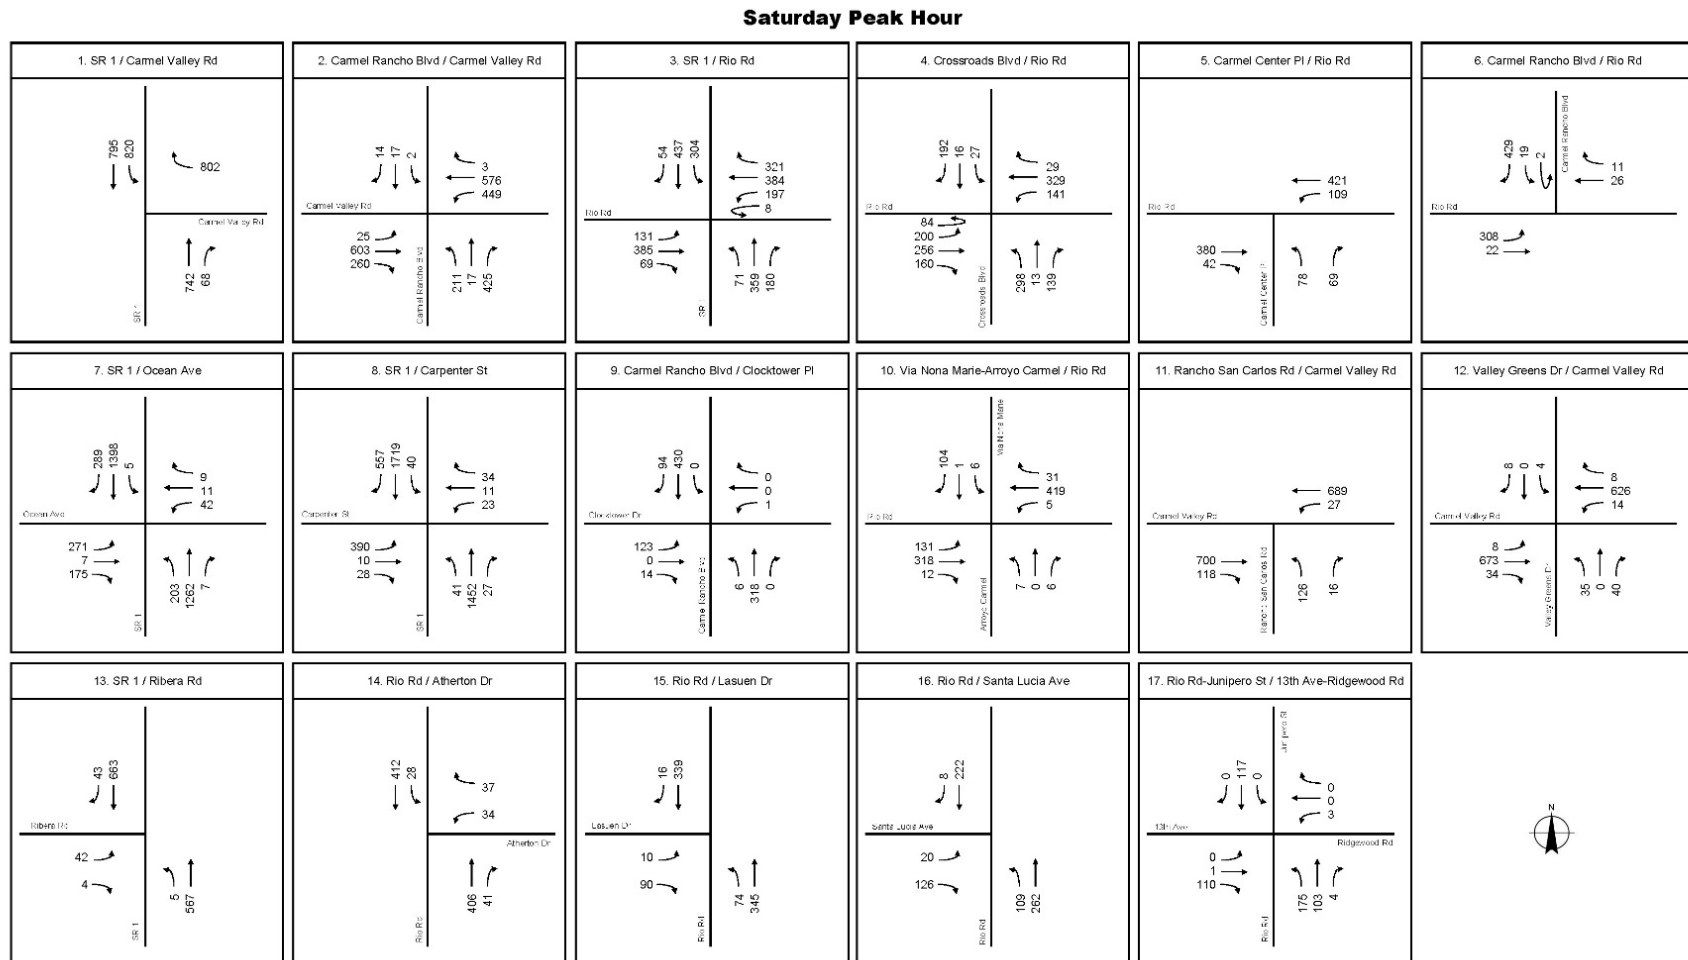 Saturday Peak Hour
1. SR 1 / Carmel Valley Rd
795
820
802
Carmel Valley Rd
742
68
SR 1
2. Carmel Rancho Blvd / Carmel Valley Rd
14
17
2
3
576
449
Carmel Valley Rd
25
603
260
Carmel Rancho Blvd
211
17
425
3. SR 1 / Rio Rd
54
437
304
321
384
197
8
Rio Rd
131
385
69
71
359
180
SR 1
4. Crossroads Blvd / Rio Rd
192
16
27
29
329
141
Rio Rd
84
200
256
160
Crossroads Blvd
298
13
139
5. Carmel Center Pl / Rio Rd
421
109
Rio Rd
380
42
Carmel Center Pl
78
69
6. Carmel Rancho Blvd / Rio Rd
Carmel Rancho Blvd
429
19
2
11
26
Rio Rd
308
22
7. SR 1 / Ocean Ave
289
1398
5
9
11
42
Ocean Ave
271
7
175
203
1262
7
SR 1
8. SR 1 / Carpenter St
557
1719
40
34
11
23
Carpenter St
390
10
28
41
1452
27
SR 1
9. Carmel Rancho Blvd / Clocktower Pl
94
430
0
0
0
1
Clocktower Dr
123
0
14
Carmel Rancho Blvd
6
318
0
10. Via Nona Marie-Arroyo Carmel / Rio Rd
Via Nona Marie
104
1
6
31
419
5
Rio Rd
131
318
12
Arroyo Carmel
7
0
6
11. Rancho San Carlos Rd / Carmel Valley Rd
689
27
Carmel Valley Rd
700
118
Rancho San Carlos Rd
126
16
12. Valley Greens Dr / Carmel Valley Rd
8
0
4
8
626
14
Carmel Valley Rd
8
673
34
Valley Greens Dr
35
0
40
13. SR 1 / Ribera Rd
43
663
Ribera Rd
42
4
5
567
SR 1
14. Rio Rd / Atherton Dr
412
28
37
34
Atherton Dr
406
41
Rio Rd
15. Rio Rd / Lasuen Dr
16
339
Lasuen Dr
10
90
74
345
Rio Rd
16. Rio Rd / Santa Lucia Ave
8
222
Santa Lucia Ave
20
126
109
262
Rio Rd
17. Rio Rd-Junipero St / 13th Ave-Ridgewood Rd
Junipero St
0
117
0
0
0
3
13th Ave
Ridgewood Rd
0
1
110
175
103
4
Rio Rd
N